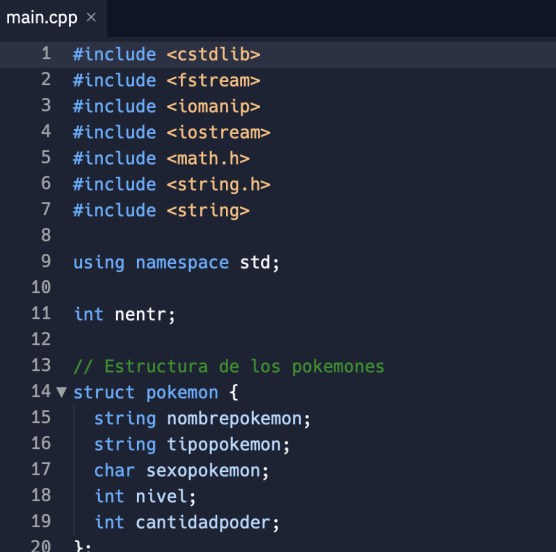 main.cpp ×
1 #include <cstdlib>
2 #include <fstream>
3 #include <iomanip>
4 #include <iostream>
5 #include <math.h>
6 #include <string.h>
7 #include <string>
8
9 using namespace std;
10
11 int nentr;
12
13 // Estructura de los pokemones
14 struct pokemon {
15 string nombrepokemon;
16 string tipopokemon;
17 char sexopokemon;
18 int nivel;
19 int cantidadpoder;
20 };